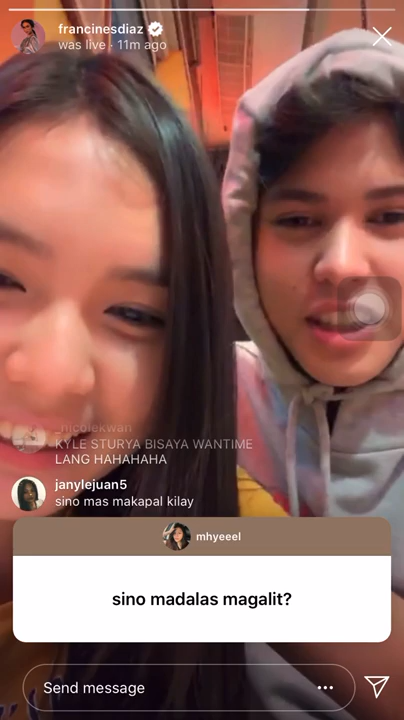 francinesdiaz
was live · 11m ago
_nicolekwan
KYLE STURYA BISAYA WANTIME
LANG HAHAHAHA
janylejuan5
sino mas makapal kilay
mhyeeel
sino madalas magalit?
Send message